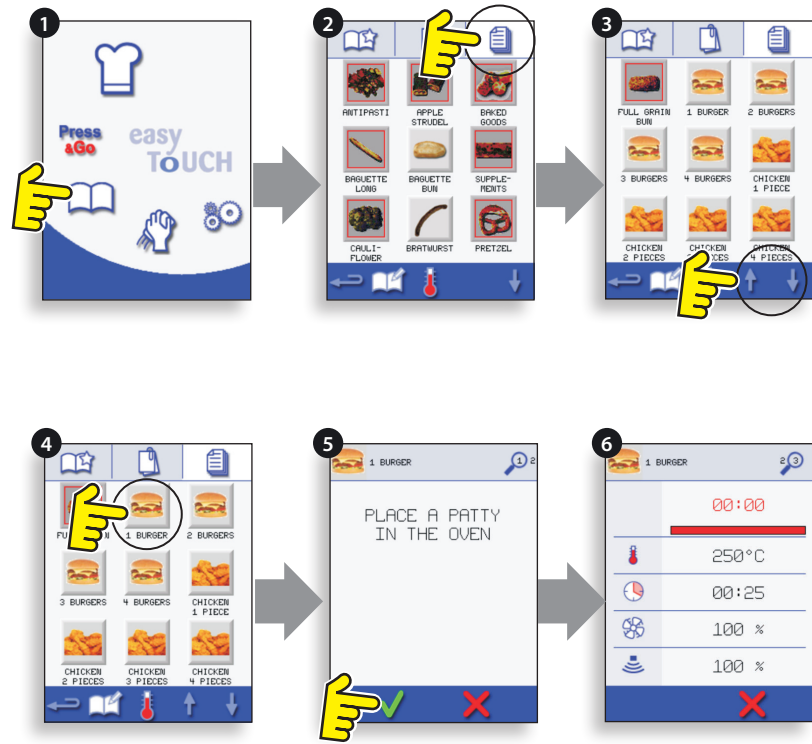 1
Press
&Go
easy
ToUCH
2
ANTIPASTI
APPLE
STRUDEL
BAKED
GOODS
BAGUETTE
LONG
BAGUETTE
BUN
SUPPLE-
MENTS
CAULI-
FLOWER
BRATWURST
PRETZEL
3
FULL GRAIN
BUN
1 BURGER
2 BURGERS
3 BURGERS
4 BURGERS
CHICKEN
1 PIECE
CHICKEN
2 PIECES
CHICKEN
CHICKEN
4 PIECES
4
1 BURGER
2 BURGERS
3 BURGERS
4 BURGERS
CHICKEN
1 PIECE
CHICKEN
2 PIECES
CHICKEN
3 PIECES
CHICKEN
4 PIECES
5
1 BURGER
1 2
PLACE A PATTY
IN THE OVEN
6
1 BURGER
2 3
00:00
250°C
00:25
100 %
100 %